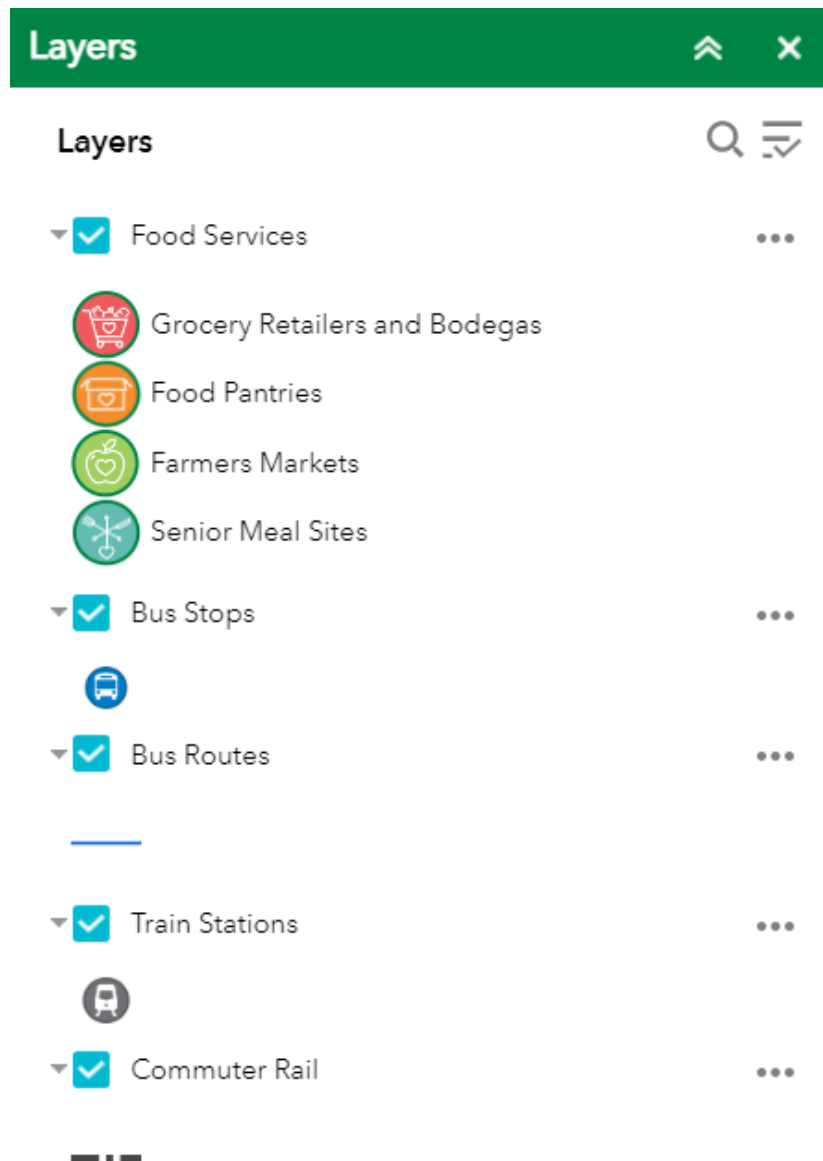 Layers
Layers
Food Services
Grocery Retailers and Bodegas
Food Pantries
Farmers Markets
Senior Meal Sites
Bus Stops
Bus Routes
Train Stations
Commuter Rail